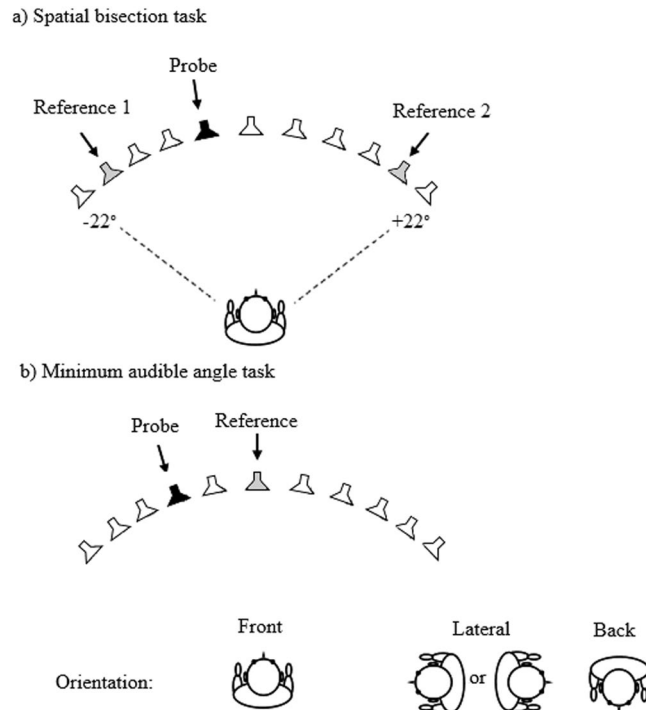 a) Spatial bisection task
Probe
Reference 1
Reference 2
-22°
+22°
b) Minimum audible angle task
Probe
Reference
Front
Lateral
Back
Orientation:
or